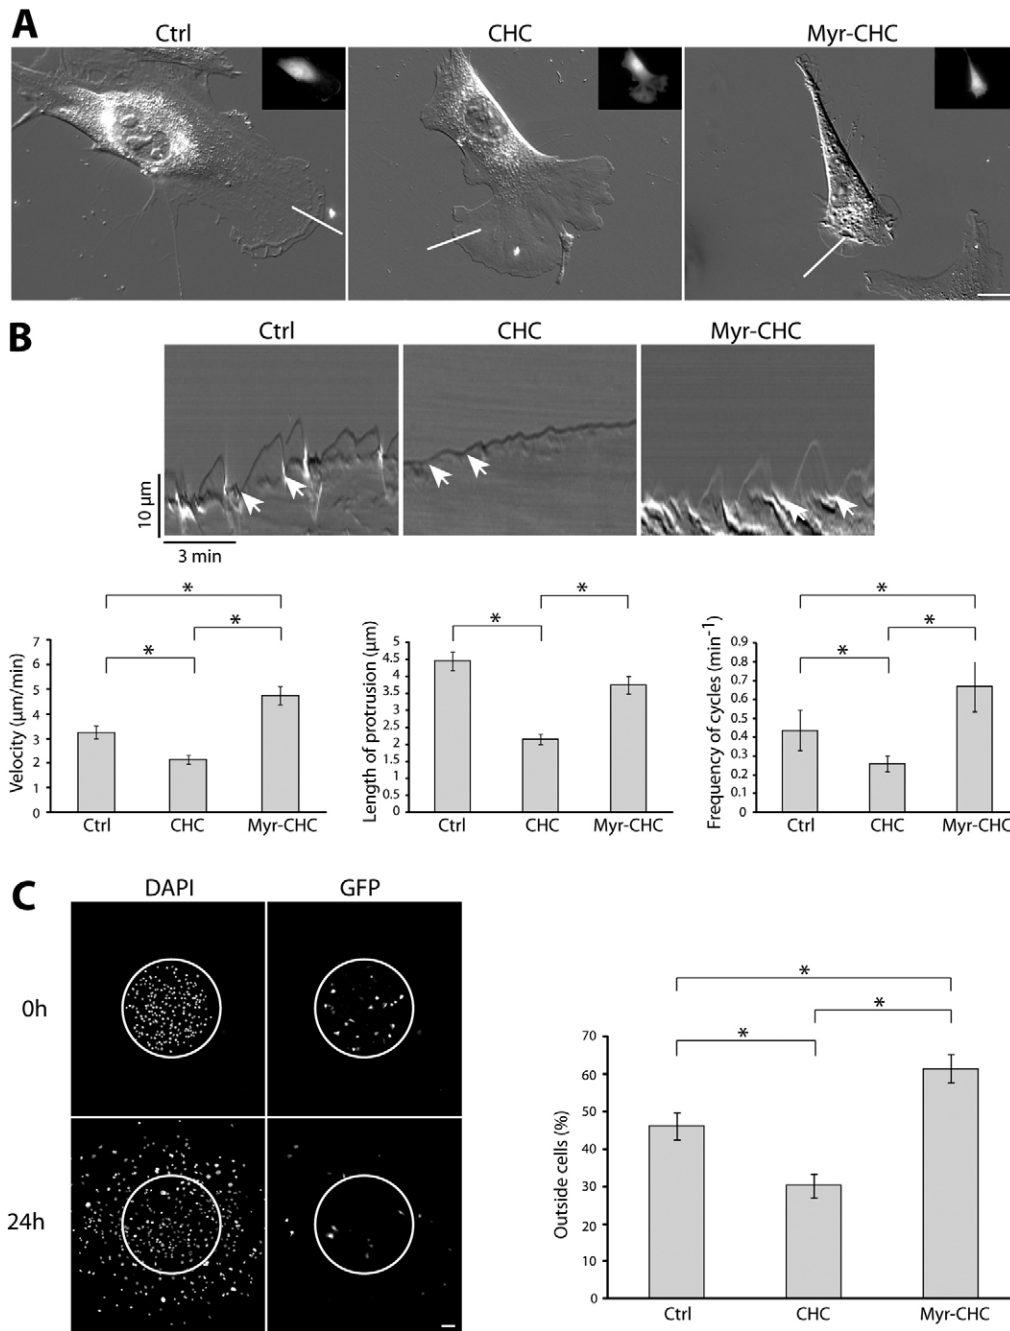 A
Ctrl CHC Myr-CHC
B
Ctrl CHC Myr-CHC
10 µm
3 min
* * * * * *
*
Velocity (µm/min)
7
6
5
4
3
2
1
0
Ctrl CHC Myr-CHC
Length of protrusion (µm)
5
4.5
4
3.5
3
2.5
2
1.5
1
0.5
0
Ctrl CHC Myr-CHC
Frequency of cycles (min-1)
0.9
0.8
0.7
0.6
0.5
0.4
0.3
0.2
0.1
0
Ctrl CHC Myr-CHC
C
DAPI GFP
0h
24h
*
* *
Outside cells (%)
70
60
50
40
30
20
10
0
Ctrl CHC Myr-CHC